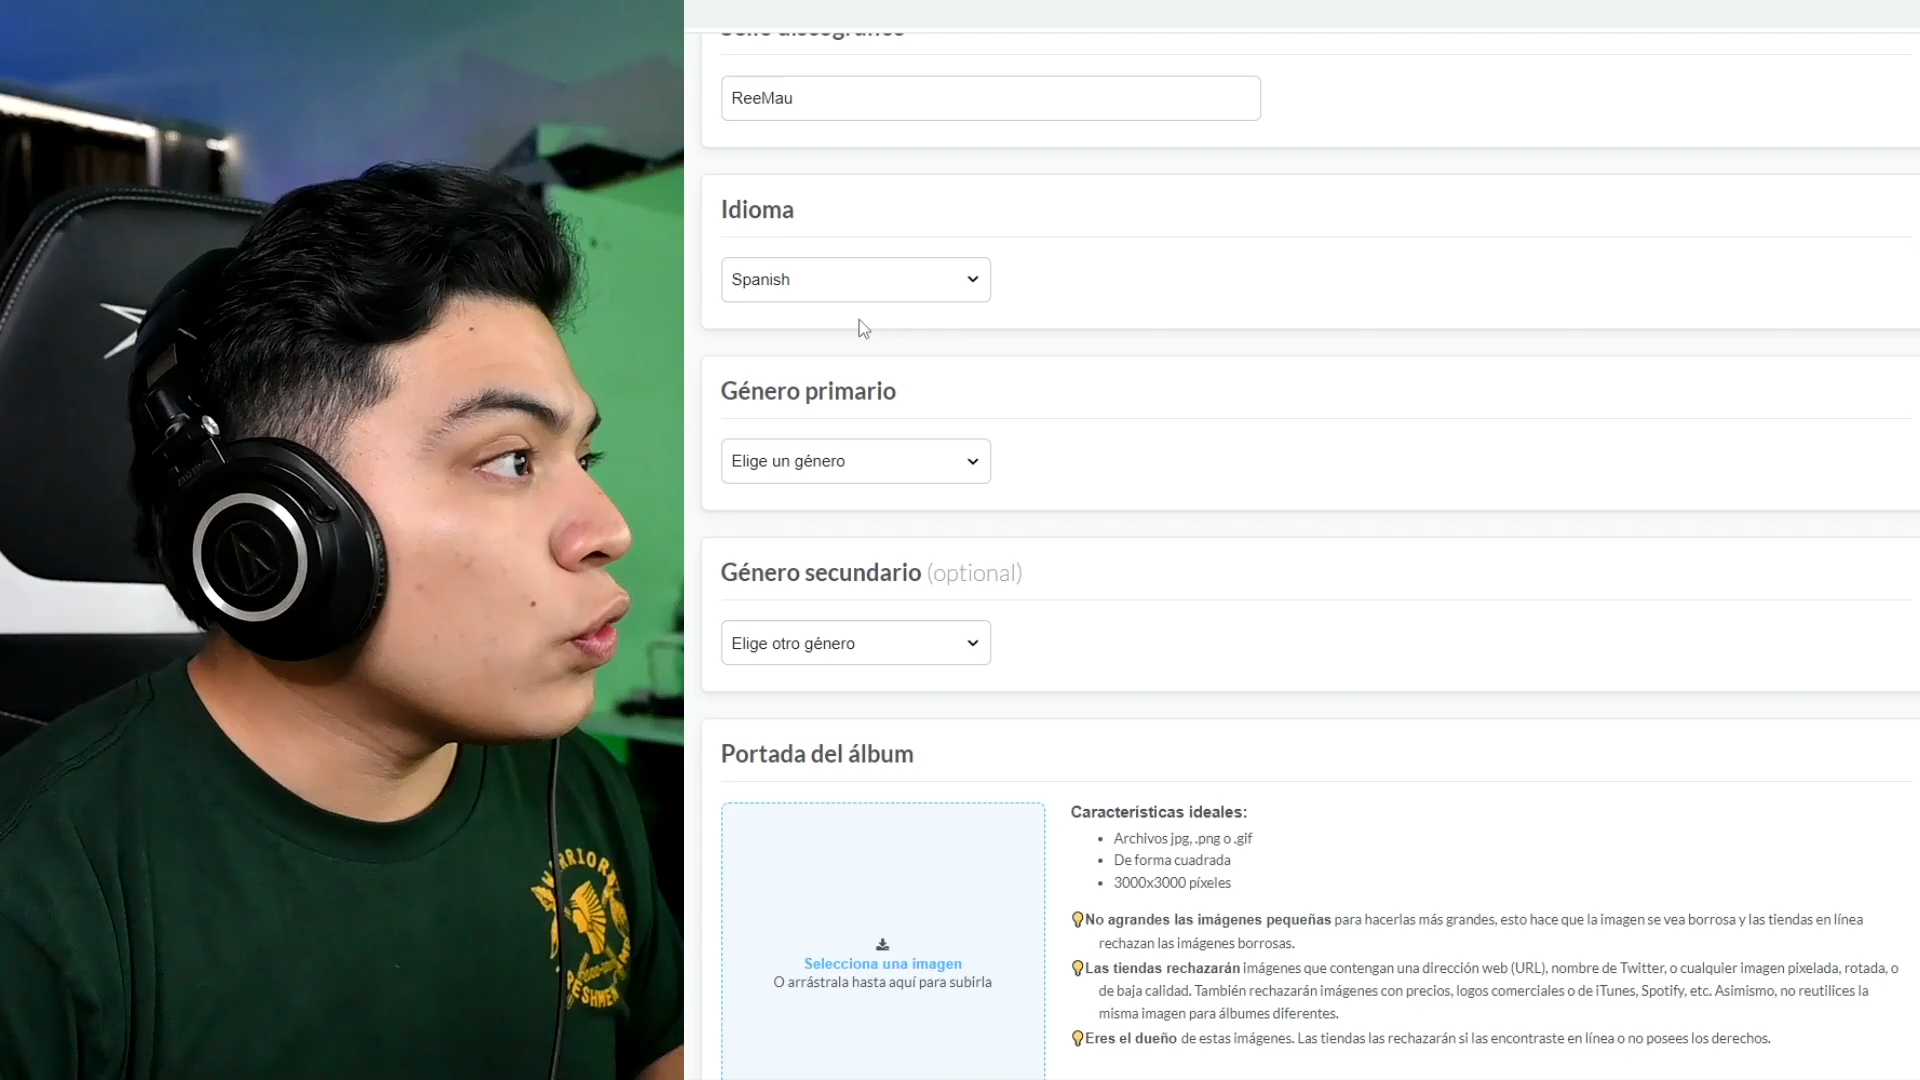 Sello discográfico
ReeMau
Idioma
Spanish
Género primario
Elige un género
Género secundario (optional)
Elige otro género
Portada del álbum
Selecciona una imagen
O arrástrala hasta aquí para subirla
Características ideales:
Archivos jpg, .png o .gif
De forma cuadrada
3000x3000 píxeles
No agrandes las imágenes pequeñas para hacerlas más grandes, esto hace que la imagen se vea borrosa y las tiendas en línea
rechazan las imágenes borrosas.
Las tiendas rechazarán imágenes que contengan una dirección web (URL), nombre de Twitter, o cualquier imagen pixelada, rotada, o
de baja calidad. También rechazarán imágenes con precios, logos comerciales o de iTunes, Spotify, etc. Asimismo, no reutilices la
misma imagen para álbumes diferentes.
Eres el dueño de estas imágenes. Las tiendas las rechazarán si las encontraste en línea o no posees los derechos.